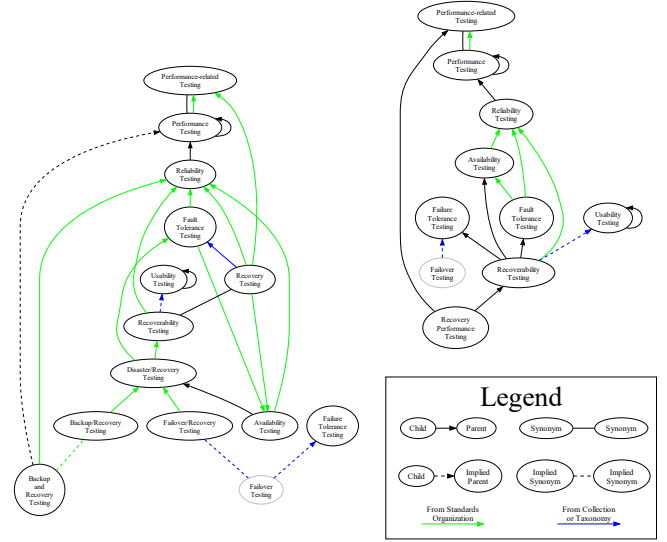 Performance-related
Testing
Performance
Testing
Reliability
Testing
Fault
Tolerance
Testing
Usability
Testing
Recovery
Testing
Recoverability
Testing
Disaster/Recovery
Testing
Backup/Recovery
Testing
Failover/Recovery
Testing
Availability
Testing
Failure
Tolerance
Testing
Backup
and
Recovery
Testing
Failover
Testing
Performance-related
Testing
Performance
Testing
Reliability
Testing
Availability
Testing
Failure
Tolerance
Testing
Fault
Tolerance
Testing
Usability
Testing
Failover
Testing
Recoverability
Testing
Recovery
Performance
Testing
Legend
Child
Parent
Synonym
Synonym
Child
Implied
Parent
Implied
Synonym
Implied
Synonym
From Standards
Organization
From Collection
or Taxonomy